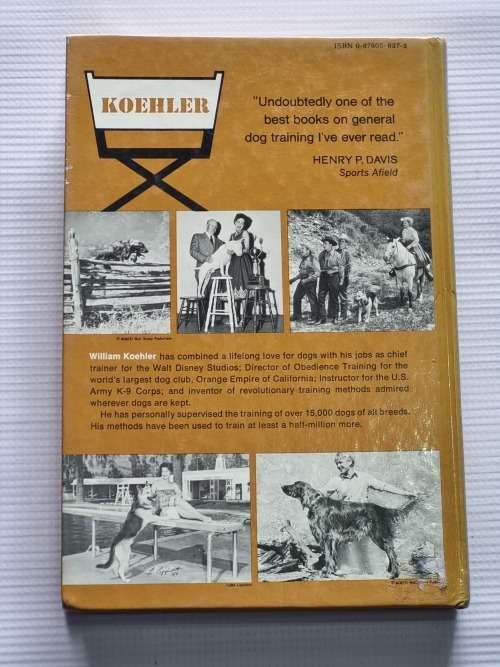 ISBN 0-87605-657-3
KOEHLER
"Undoubtedly one of the
best books on general
dog training I've ever read."
HENRY P. DAVIS
Sports Afield
William Koehler has combined a lifelong love for dogs with his jobs as chief
trainer for the Walt Disney Studios; Director of Obedience Training for the
world's largest dog club, Orange Empire of California; Instructor for the U.S.
Army K-9 Corps; and inventor of revolutionary training methods admired
wherever dogs are kept.
He has personally supervised the training of over 15,000 dogs of all breeds.
His methods have been used to train at least a half-million more.